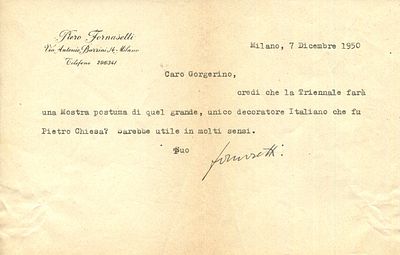 Piero Fornasetti
Via Antonio Bazzini 14 - Milano
Telefono 296341
Milano, 7 Dicembre 1950
Caro Gorgerino,
credi che la Triennale farà
una Mostra postuma di quel grande, unico decoratore Italiano che fu
Pietro Chiesa? Sarebbe utile in molti sensi.
Tuo
Fornasetti